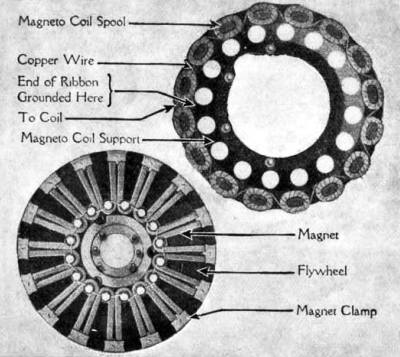 Magneto Coil Spool
Copper Wire
End of Ribbon
Grounded Here
To Coil
Magneto Coil Support
Magnet
Flywheel
Magnet Clamp